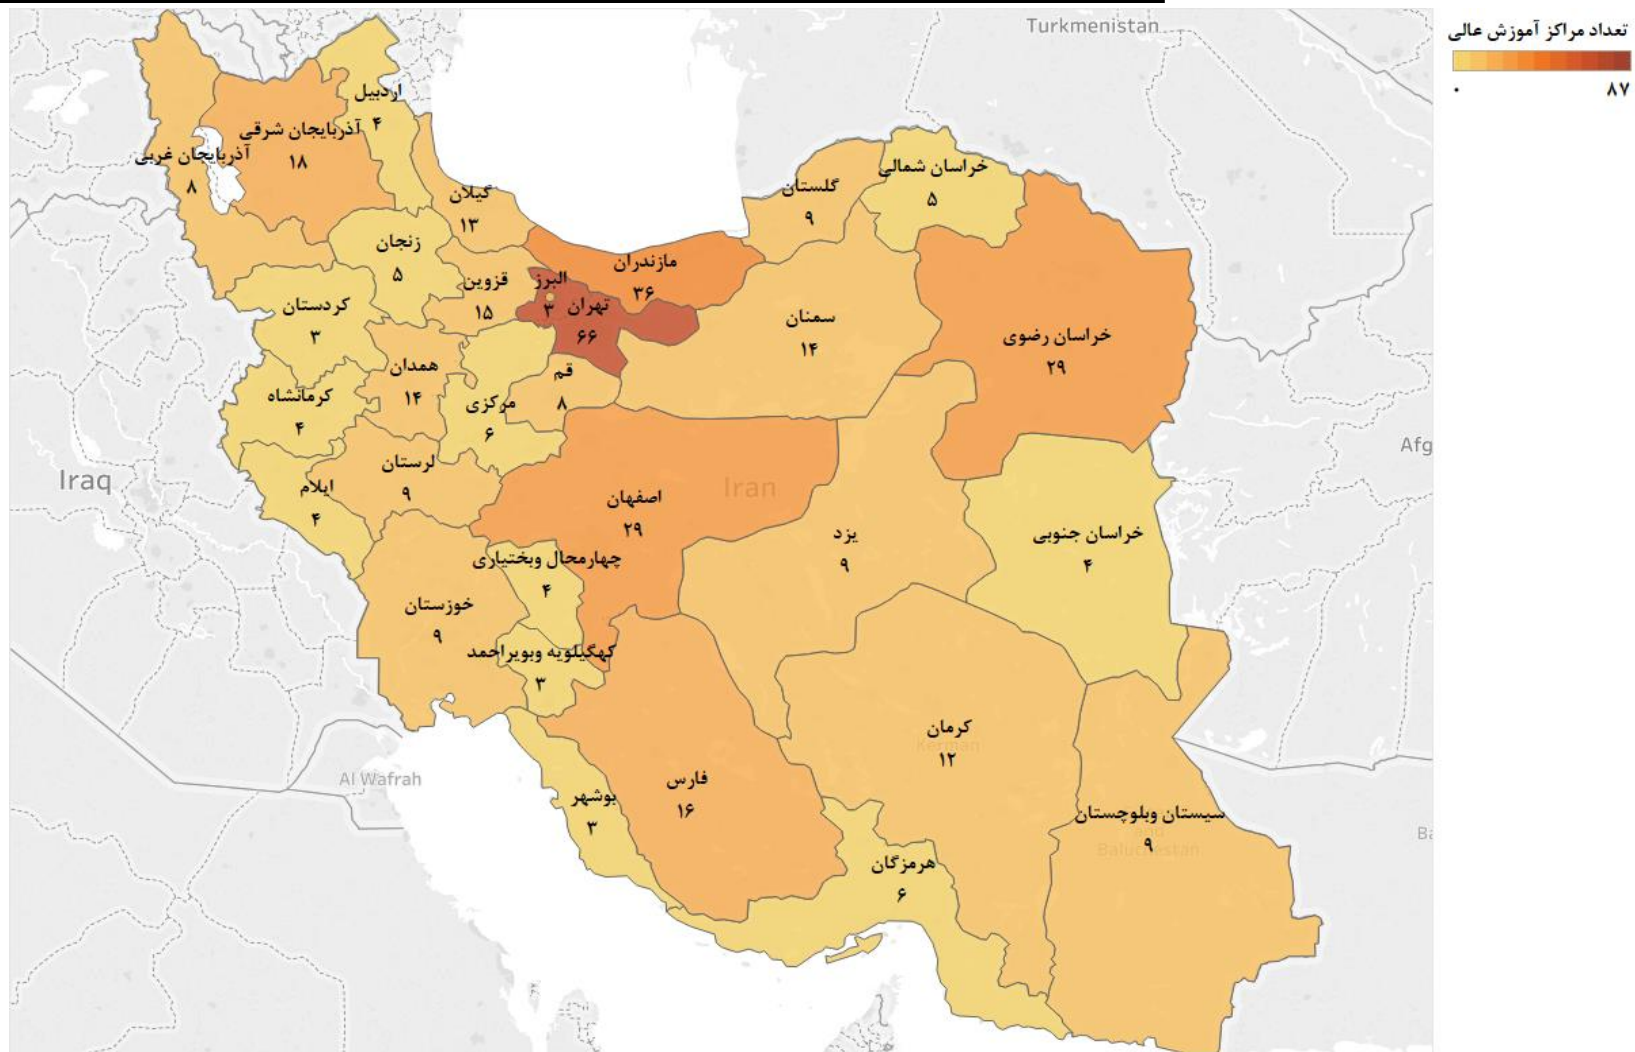 Turkmenistan
تعداد مراکز آموزش عالی
۰
۸۷
اردبیل
۴
آذربایجان شرقی
۱۸
آذربایجان غربی
۸
گیلان
۱۳
خراسان شمالی
۵
گلستان
۹
زنجان
۵
مازندران
۳۶
قزوین
۱۵
البرز
۳
تهران
۶۶
کردستان
۳
سمنان
۱۴
خراسان رضوی
۲۹
همدان
۱۴
قم
۸
کرمانشاه
۴
مرکزی
۶
Afg
Iraq
لرستان
۹
ایلام
۴
اصفهان
۲۹
Iran
یزد
۹
خراسان جنوبی
۴
چهارمحال وبختیاری
۴
خوزستان
۹
کهگیلویه وبویراحمد
۳
کرمان
Kerman
۱۲
Al Wafrah
فارس
۱۶
بوشهر
۳
سیستان وبلوچستان
and
۹
Baluchestan
Ba
هرمزگان
۶